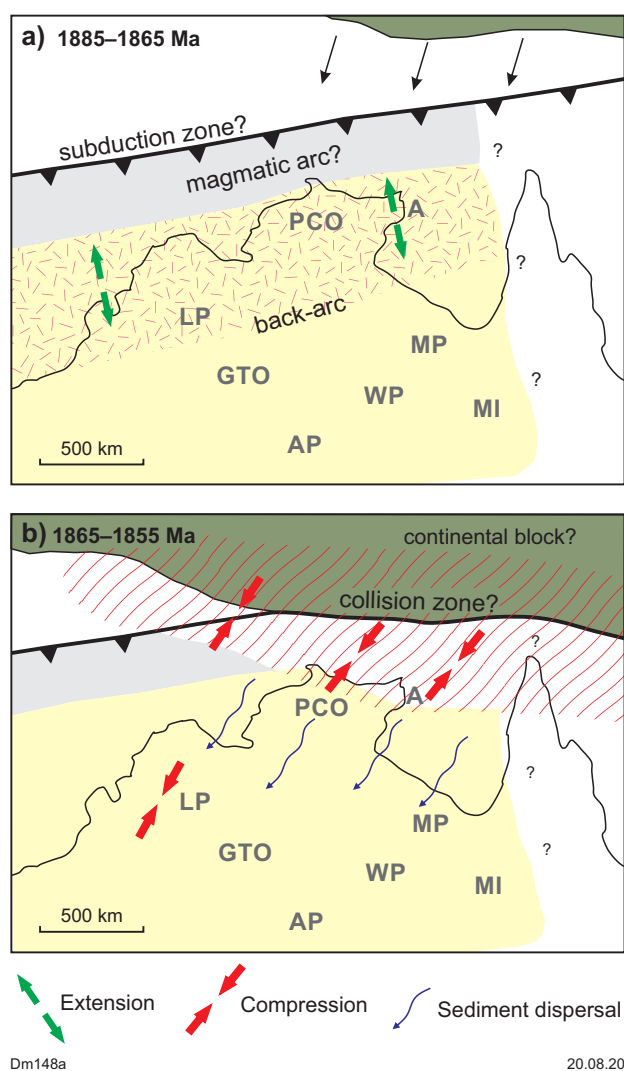 a) 1885–1865 Ma
subduction zone?
magmatic arc?
?
PCO
A
?
LP
back-arc
MP
GTO
WP
?
MI
AP
500 km
b) 1865–1855 Ma
continental block?
collision zone?
?
A
PCO
?
LP
MP
GTO
?
WP
MI
AP
500 km
Extension
Compression
Sediment dispersal
Dm148a
20.08.20